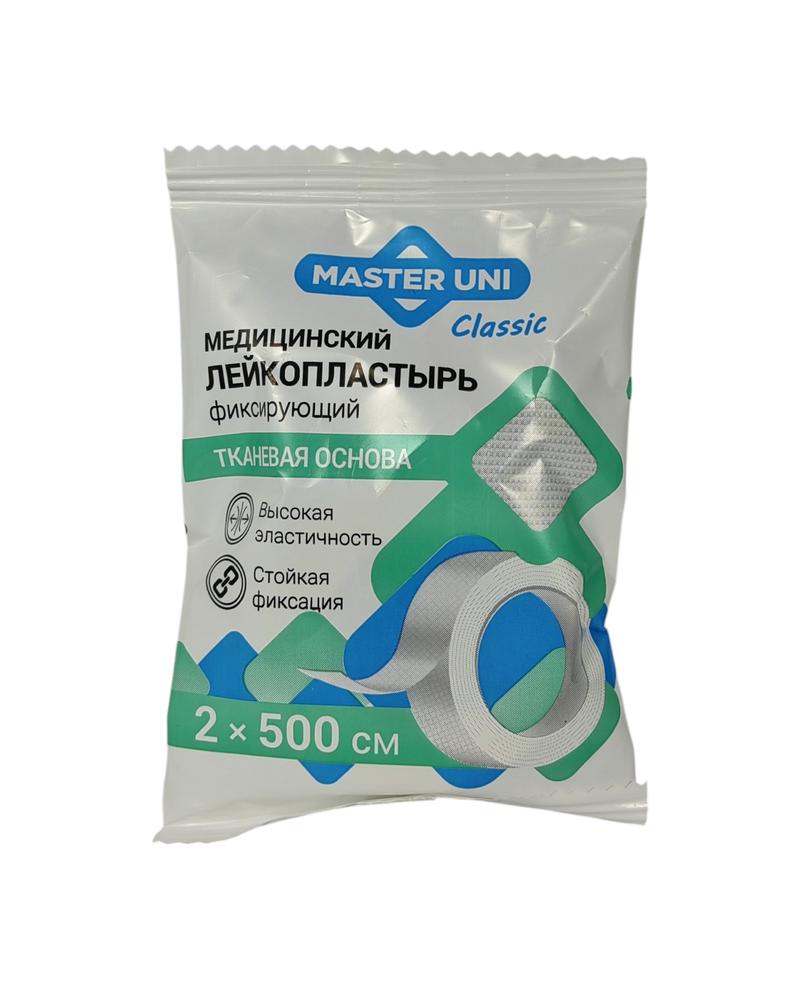 MASTER UNI
Classic
МЕДИЦИНСКИЙ
ЛЕЙКОПЛАСТЫРЬ
фиксирующий
ТКАНЕВАЯ ОСНОВА
Высокая
эластичность
Стойкая
фиксация
2 × 500 см